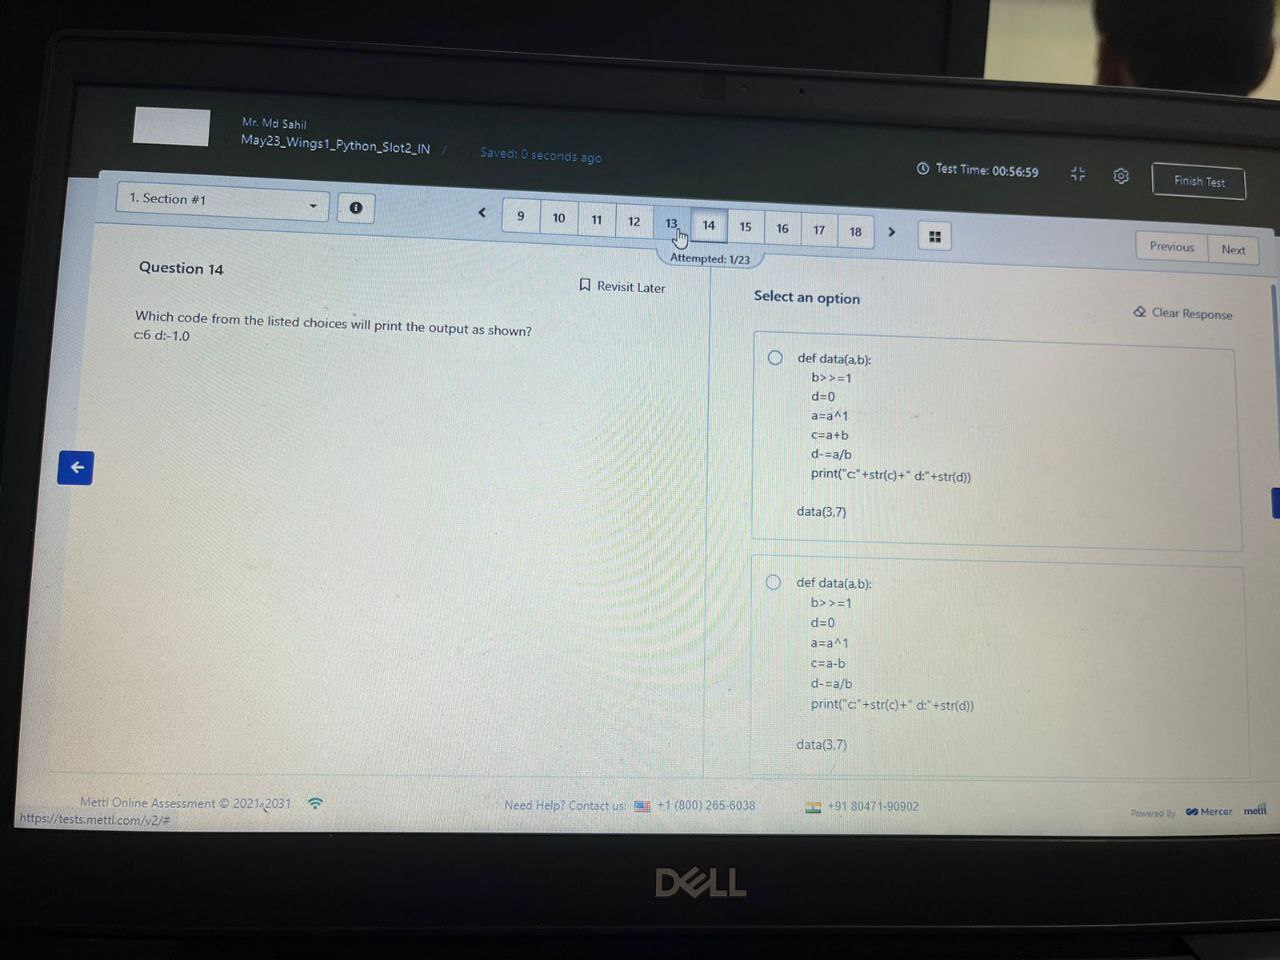 Mr. Md Sahil
May23_Wings1_Python_Slot2_IN /
Saved: 0 seconds ago
Test Time: 00:56:59
Finish Test
1. Section #1
9 10 11 12 13 14 15 16 17 18
Attempted: 1/23
Previous
Next
Question 14
Revisit Later
Which code from the listed choices will print the output as shown?
c:6 d:-1.0
Select an option
Clear Response
def data(a,b):
b>>=1
d=0
a=a^1
c=a+b
d-=a/b
print("c:"+str(c)+" d:"+str(d))
data(3,7)
def data(a,b):
b>>=1
d=0
a=a^1
c=a-b
d-=a/b
print("c:"+str(c)+" d:"+str(d))
data(3,7)
Mettl Online Assessment © 2021-2031
Need Help? Contact us: +1 (800) 265-6038
+91 80471-90902
Powered By Mercer mettl
https://tests.mettl.com/v2/#
DELL